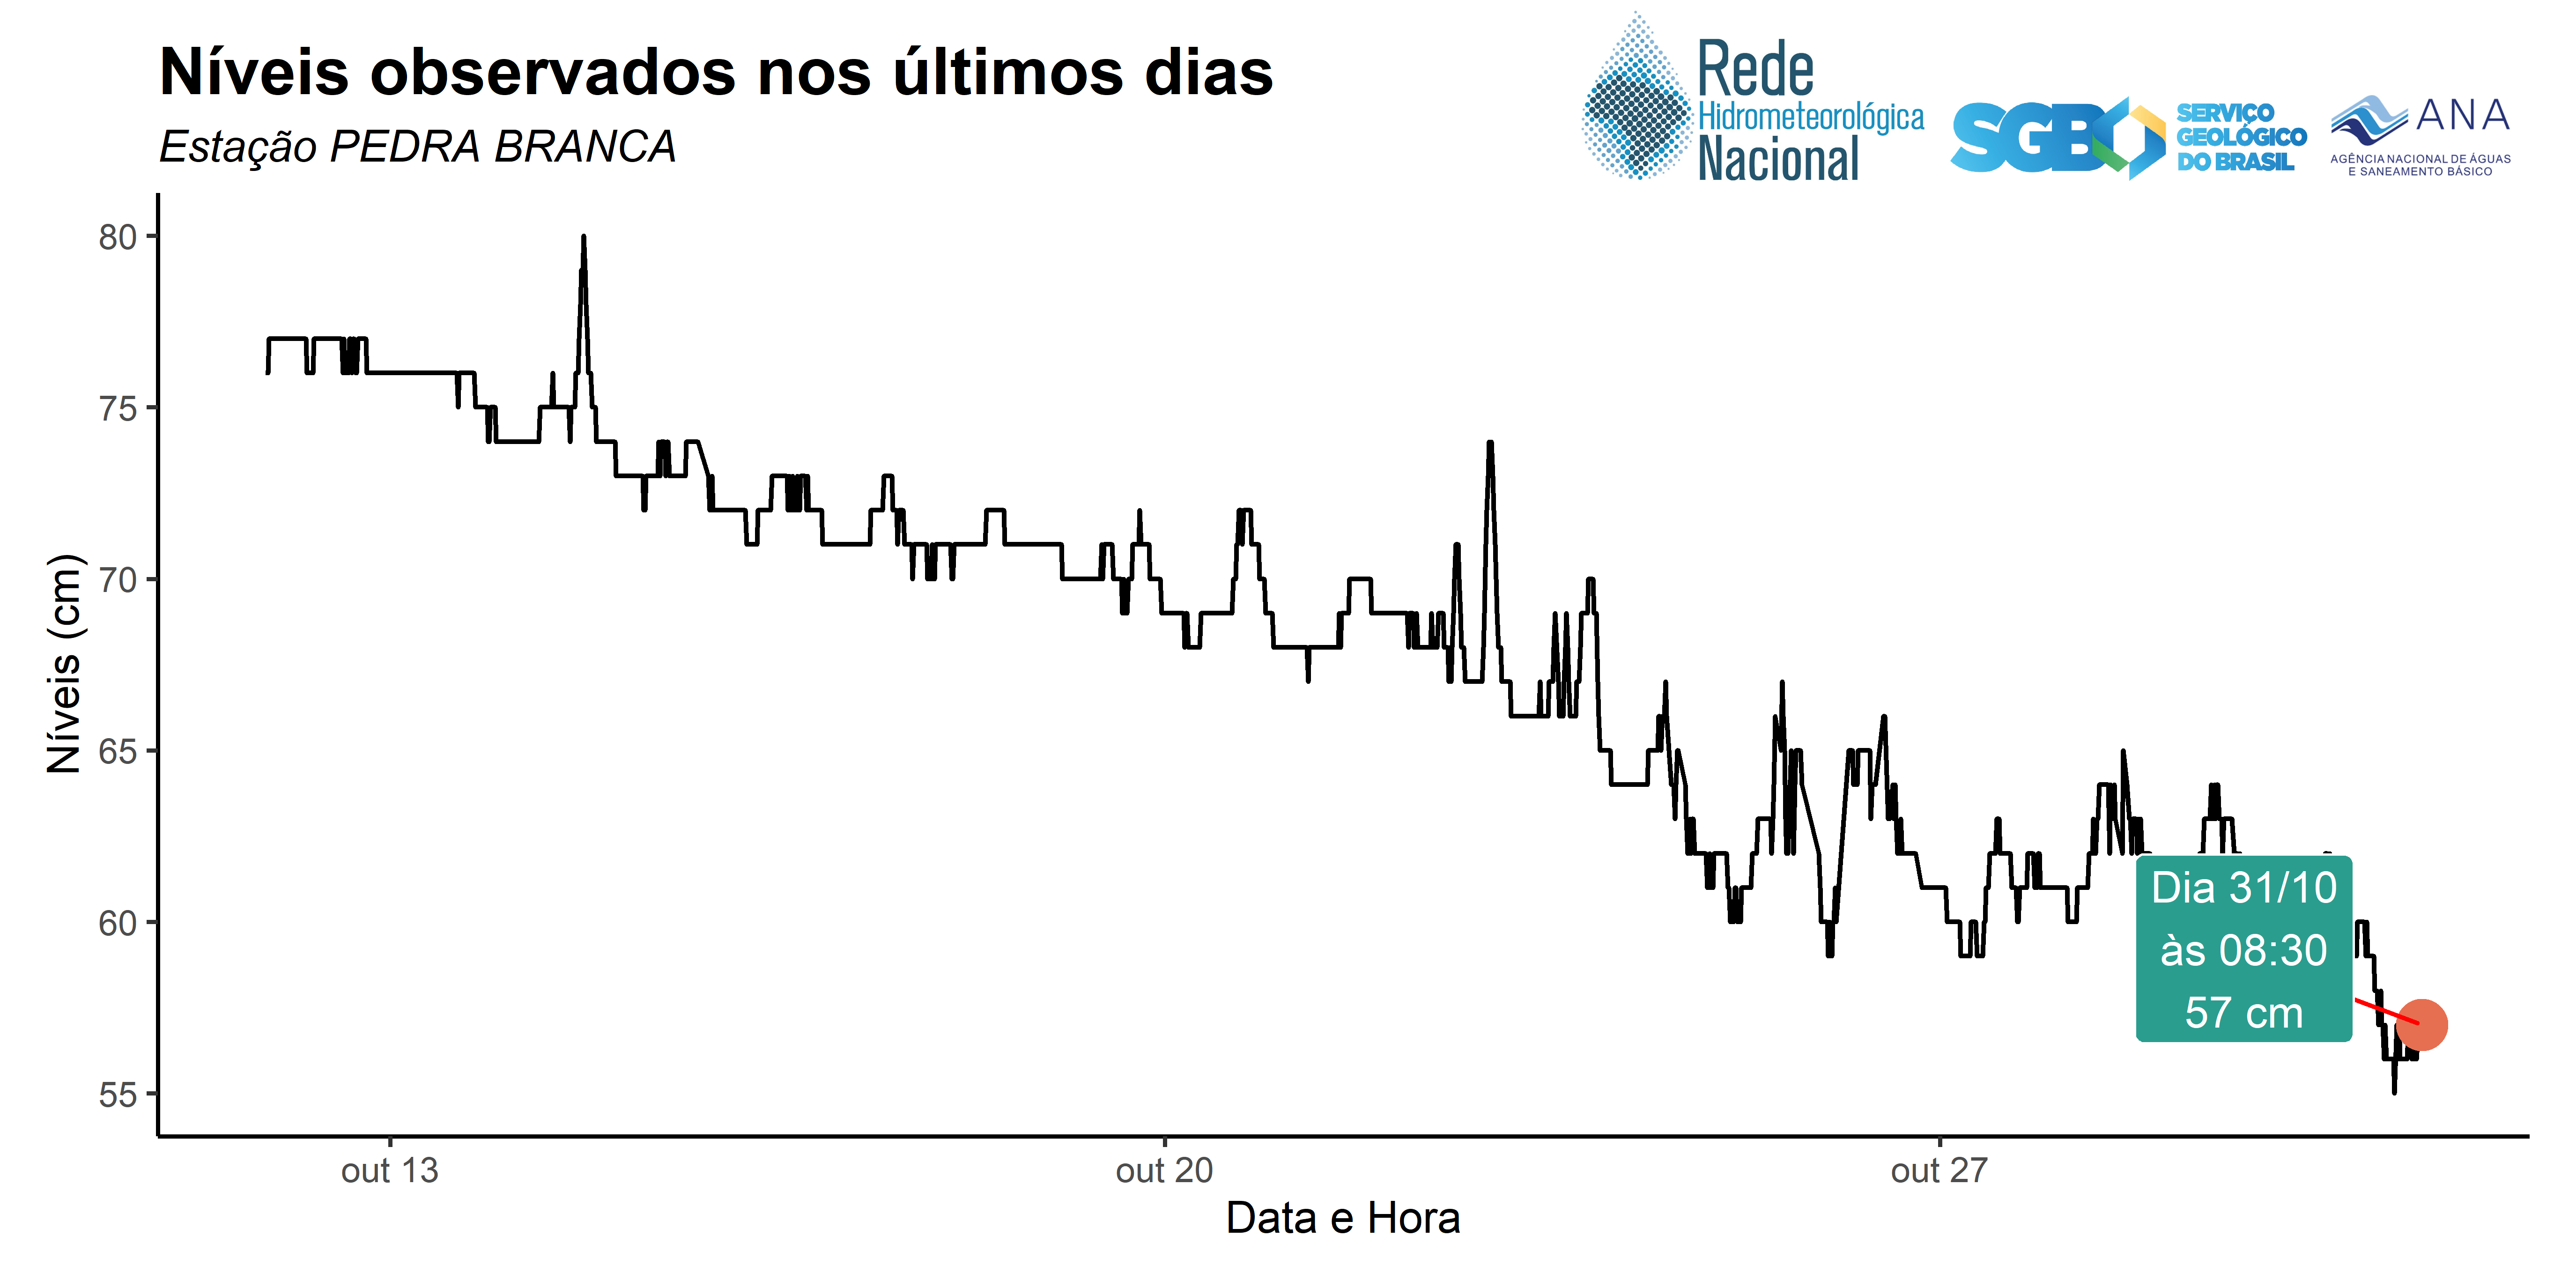 Níveis observados nos últimos dias
Estação PEDRA BRANCA
Rede
Hidrometeorológica
Nacional
SGB
SERVIÇO
GEOLÓGICO
DO BRASIL
ANA
AGÊNCIA NACIONAL DE ÁGUAS
E SANEAMENTO BÁSICO
Níveis (cm)
80
75
70
65
60
55
Dia 31/10
às 08:30
57 cm
out 13
out 20
out 27
Data e Hora